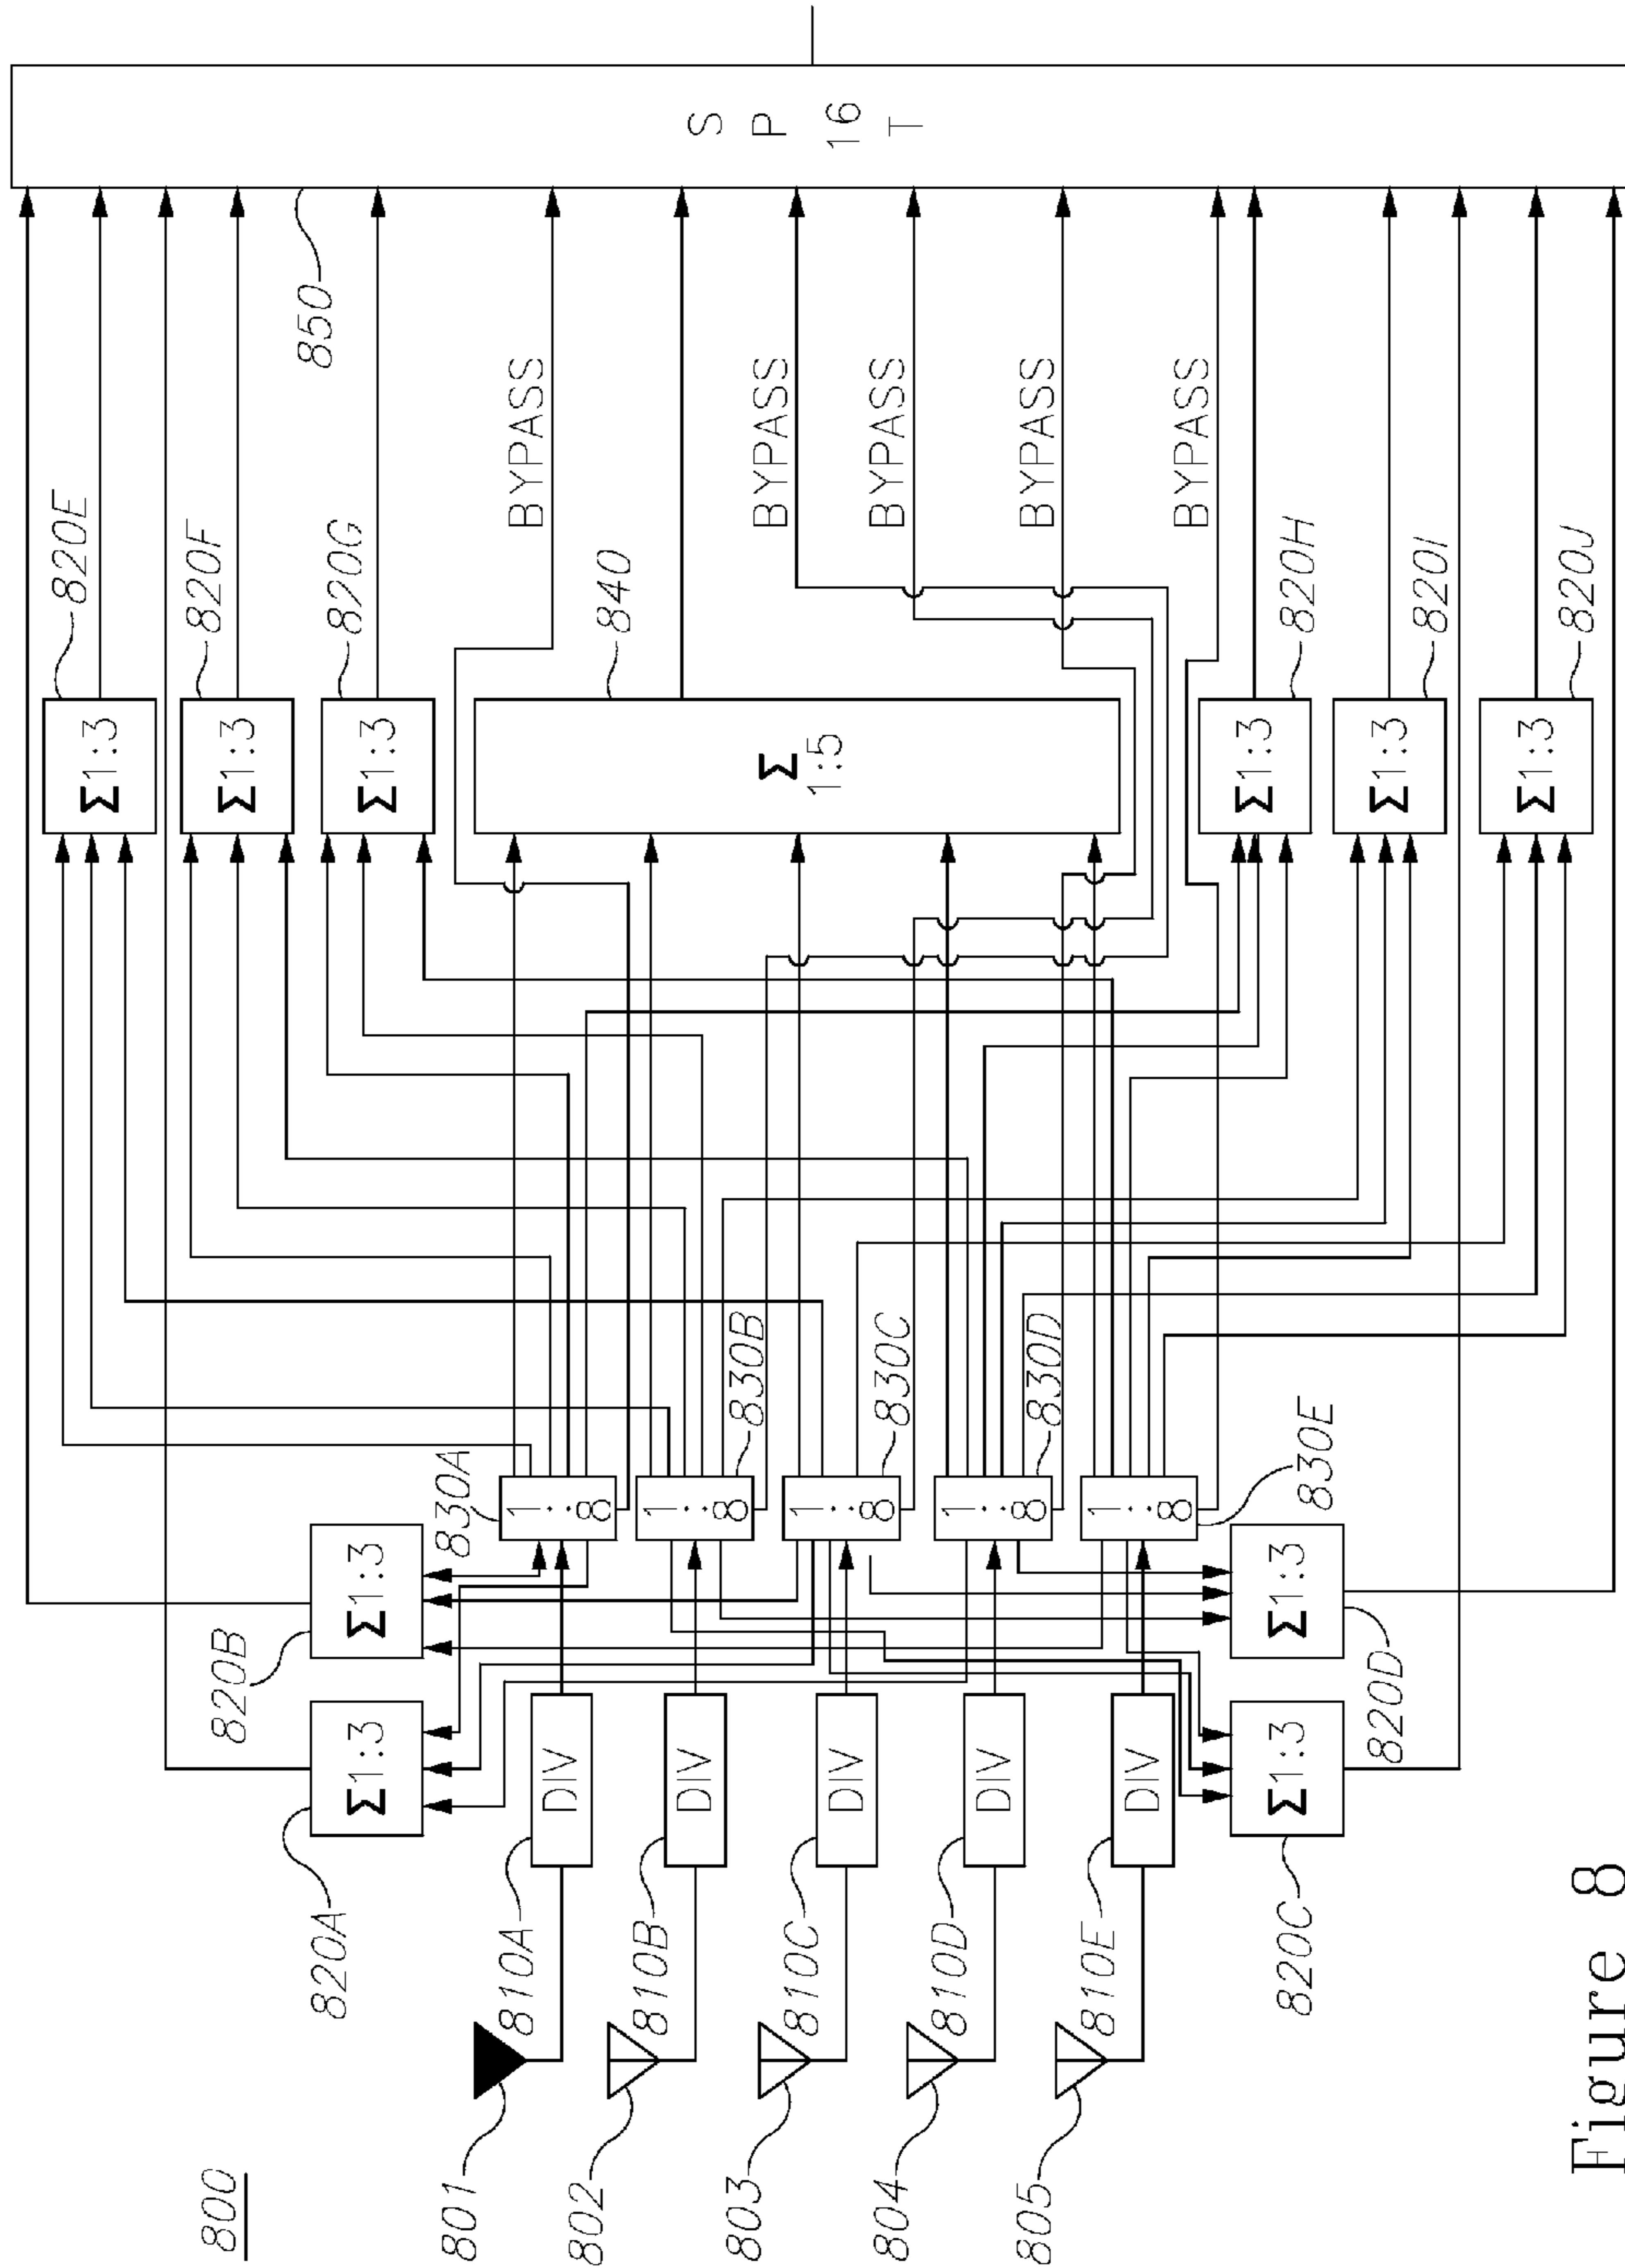 800
801
802
803
804
805
810A
810B
810C
810D
810E
DIV
DIV
DIV
DIV
DIV
820A
820B
820C
820D
Σ1:3
Σ1:3
Σ1:3
Σ1:3
830A
830B
830C
830D
830E
1:8
1:8
1:8
1:8
1:8
820E
820F
820G
840
820H
820I
820J
Σ1:3
Σ1:3
Σ1:3
Σ
1:5
Σ1:3
Σ1:3
Σ1:3
BYPASS
BYPASS
BYPASS
BYPASS
BYPASS
850
S
P
16
T
Figure 8